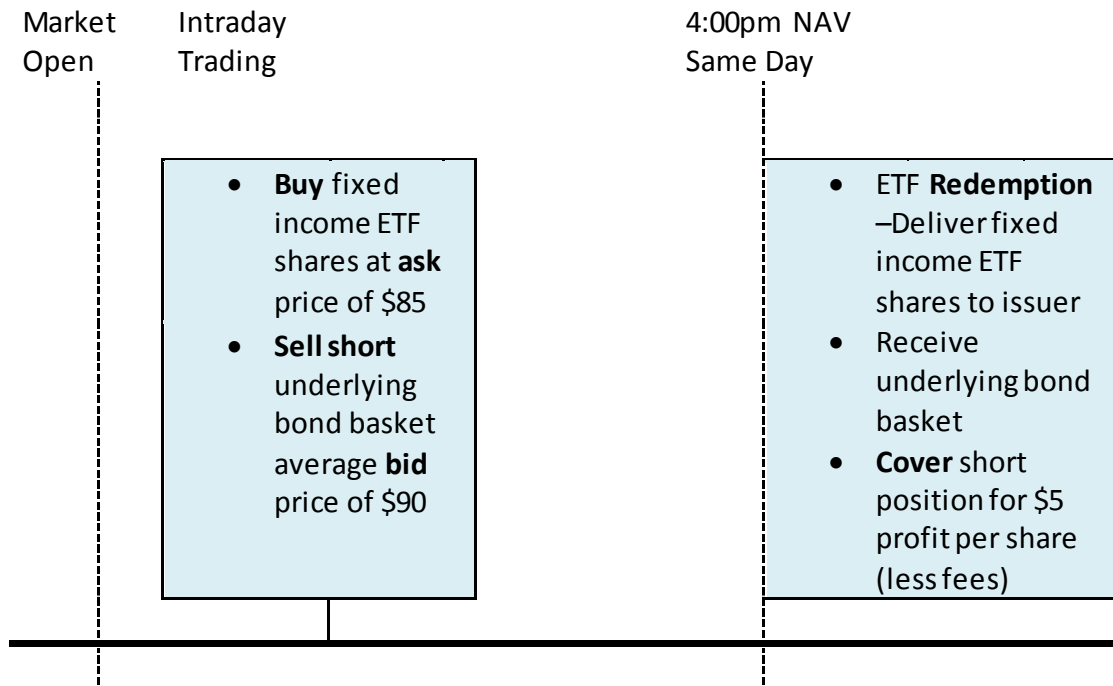 Market
Open
Intraday
Trading
4:00pm NAV
Same Day
• Buy fixed
income ETF
shares at ask
price of $85
• Sell short
underlying
bond basket
average bid
price of $90
• ETF Redemption
–Deliver fixed
income ETF
shares to issuer
• Receive
underlying bond
basket
• Cover short
position for $5
profit per share
(less fees)